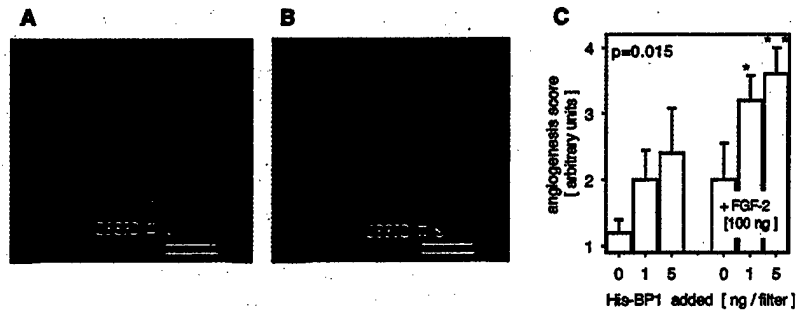 A
B
C
p=0.015
* * *
4
3
2
1
angiogenesis score
[ arbitrary units ]
+ FGF-2
[100 ng ]
0 1 5 0 1 5
His-BP1 added [ ng / filter ]